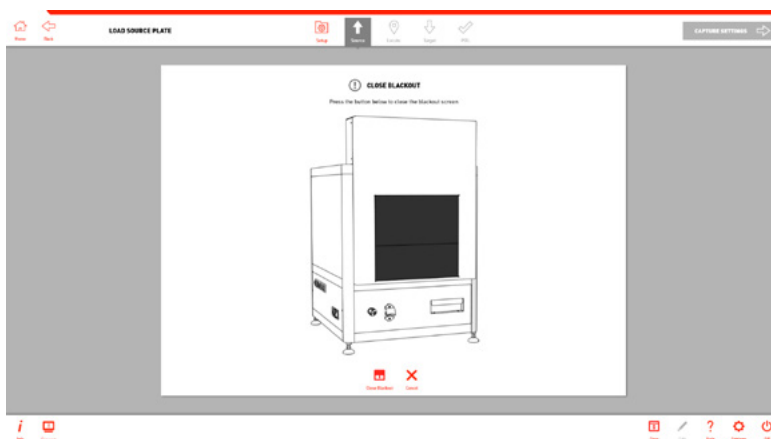 Home
Back
LOAD SOURCE PLATE
Setup
Source
Target
CAPTURE SETTINGS
CLOSE BLACKOUT
Press the button below to close the blackout screen
Close Blackout
Cancel